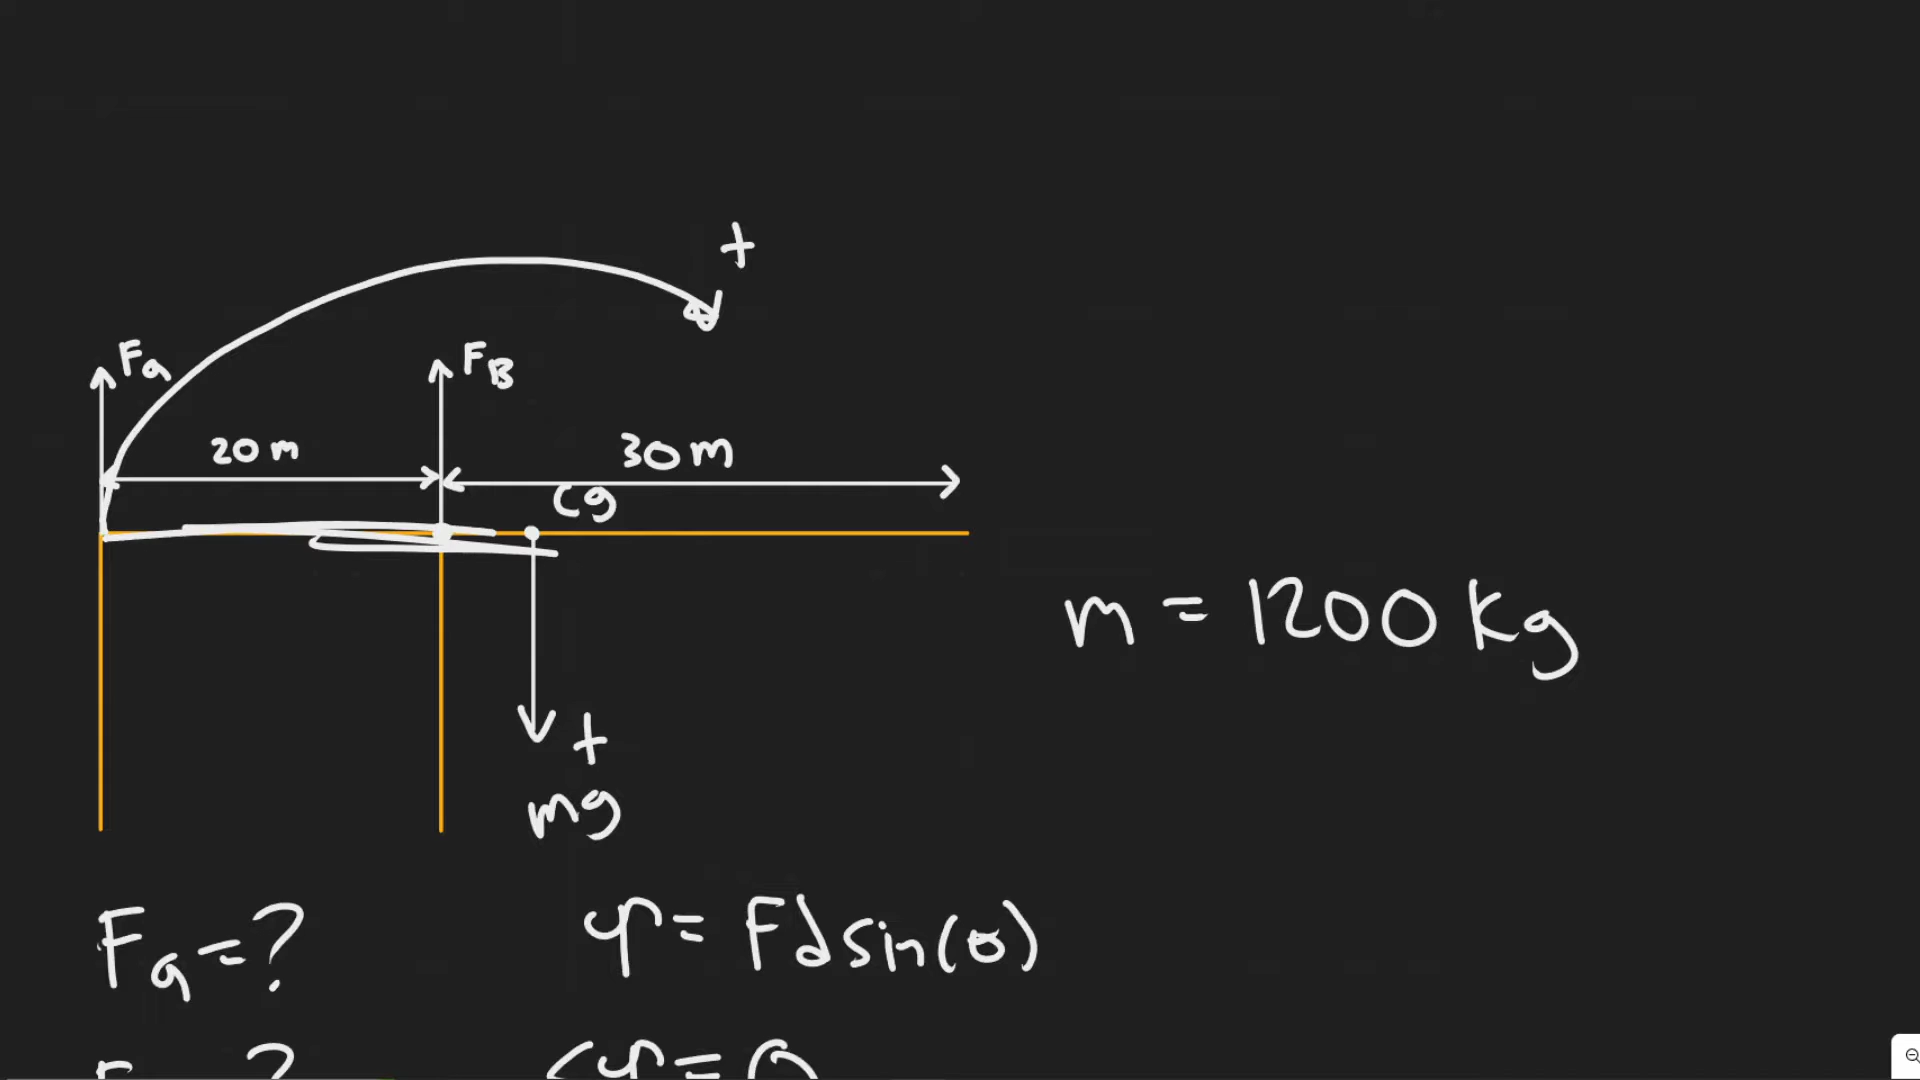 +
Fa
FB
20 m
30 m
Cg
m = 1200 kg
+
mg
Fa = ?
τ = Fd sin(θ)